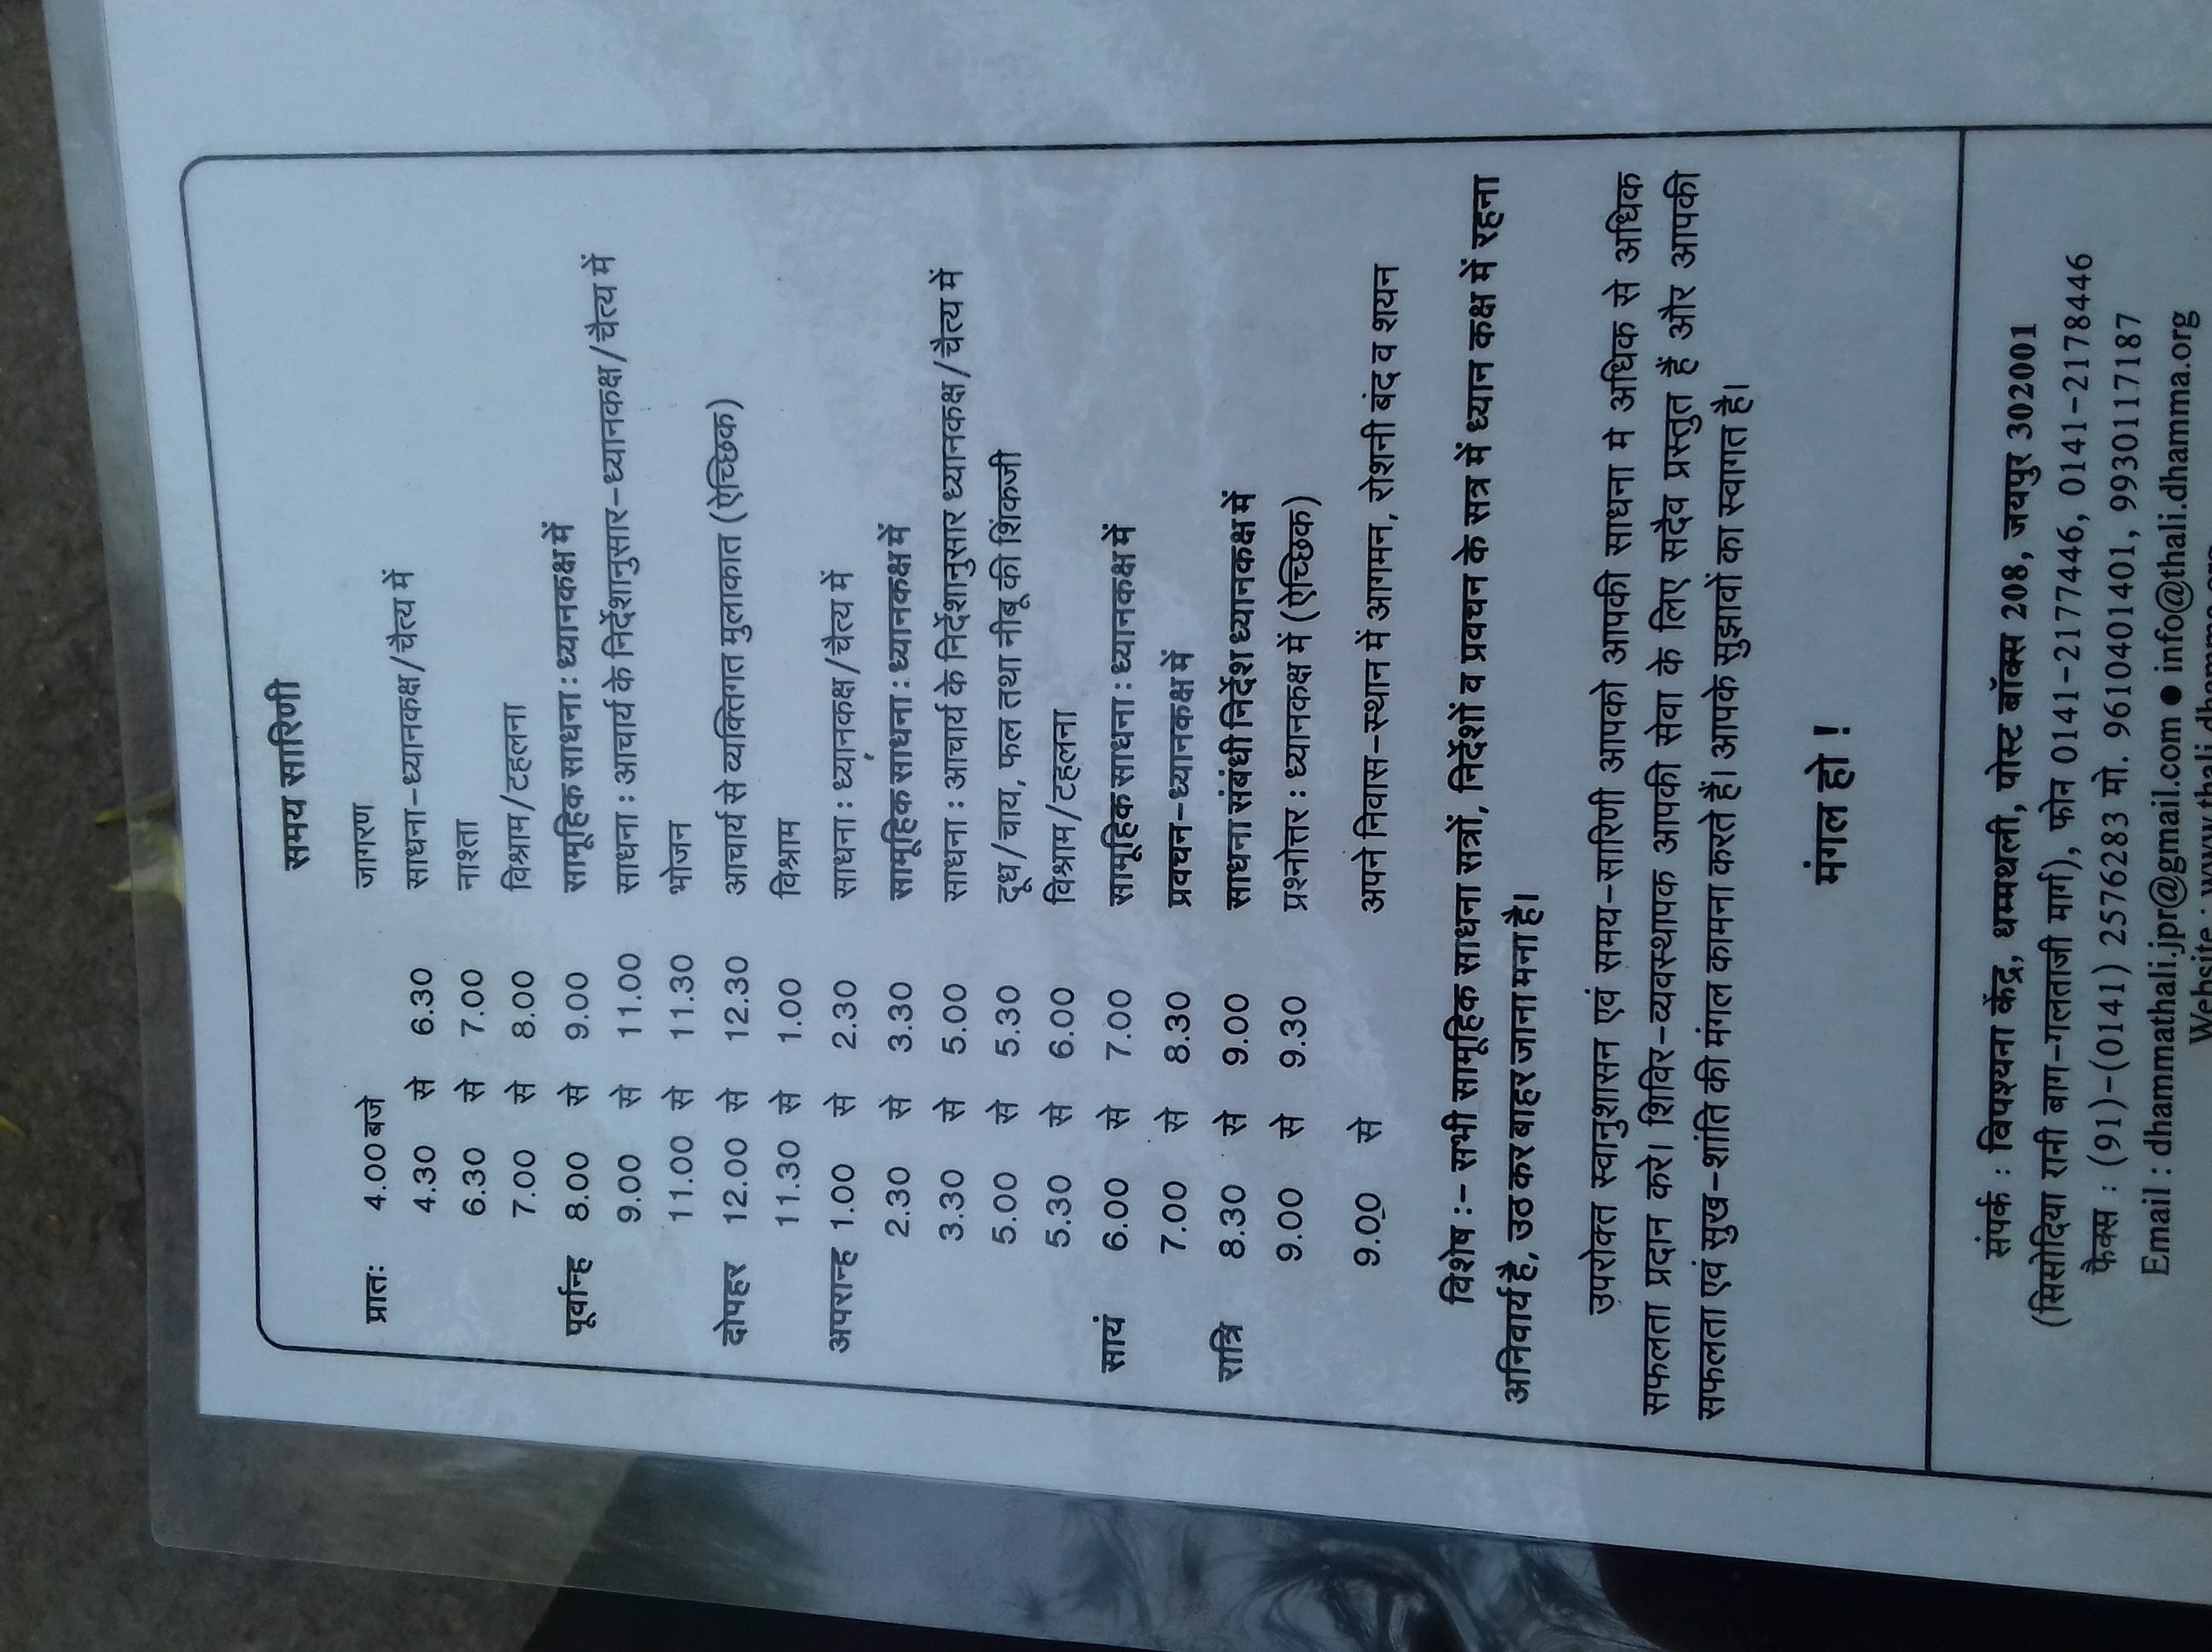 समय सारिणी
प्रातः 4.00 बजे जागरण
4.30 से 6.30 साधना-ध्यानकक्ष/चैत्य में
6.30 से 7.00 नाश्ता
7.00 से 8.00 विश्राम/टहलना
पूर्वान्ह 8.00 से 9.00 सामूहिक साधना : ध्यानकक्ष में
9.00 से 11.00 साधना : आचार्य के निर्देशानुसार-ध्यानकक्ष/चैत्य में
11.00 से 11.30 भोजन
दोपहर 12.00 से 12.30 आचार्य से व्यक्तिगत मुलाकात (ऐच्छिक)
11.30 से 1.00 विश्राम
अपरान्ह 1.00 से 2.30 साधना : ध्यानकक्ष/चैत्य में
2.30 से 3.30 सामूहिक साधना : ध्यानकक्ष में
3.30 से 5.00 साधना : आचार्य के निर्देशानुसार ध्यानकक्ष/चैत्य में
5.00 से 5.30 दूध/चाय, फल तथा नीबू की शिंकजी
5.30 से 6.00 विश्राम/टहलना
सायं 6.00 से 7.00 सामूहिक साधना : ध्यानकक्ष में
7.00 से 8.30 प्रवचन-ध्यानकक्ष में
रात्रि 8.30 से 9.00 साधना संबंधी निर्देश ध्यानकक्ष में
9.00 से 9.30 प्रश्नोत्तर : ध्यानकक्ष में (ऐच्छिक)
9.00 से अपने निवास-स्थान में आगमन, रोशनी बंद व शयन
विशेष :- सभी सामूहिक साधना सत्रों, निर्देशों व प्रवचन के सत्र में ध्यान कक्ष में रहना
अनिवार्य है, उठ कर बाहर जाना मना है।
उपरोक्त स्वानुशासन एवं समय-सारिणी आपको आपकी साधना में अधिक से अधिक
सफलता प्रदान करे। शिविर-व्यवस्थापक आपकी सेवा के लिए सदैव प्रस्तुत हैं और आपकी
सफलता एवं सुख-शांति की मंगल कामना करते हैं। आपके सुझावों का स्वागत है।
मंगल हो !
संपर्क : विपश्यना केंद्र, धम्मथली, पोस्ट बॉक्स 208, जयपुर 302001
(सिसोदिया रानी बाग-गलताजी मार्ग), फोन 0141-2177446, 0141-2178446
फैक्स : (91)-(0141) 2576283 मो. 9610401401, 9930117187
Email : dhammathali.jpr@gmail.com ● info@thali.dhamma.org
Website : www.thali.dhamma.org